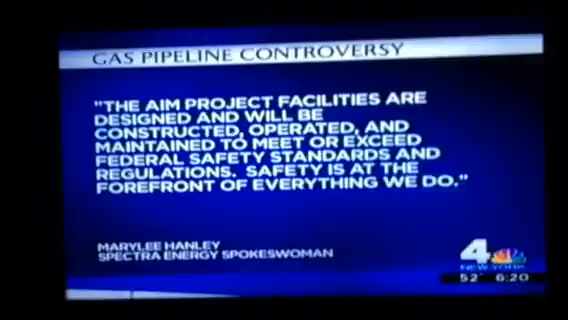 GAS PIPELINE CONTROVERSY
"THE AIM PROJECT FACILITIES ARE
DESIGNED AND WILL BE
CONSTRUCTED, OPERATED, AND
MAINTAINED TO MEET OR EXCEED
FEDERAL SAFETY STANDARDS AND
REGULATIONS. SAFETY IS AT THE
FOREFRONT OF EVERYTHING WE DO."
MARYLEE HANLEY
SPECTRA ENERGY SPOKESWOMAN
4
NEW YORK
52° 6:20